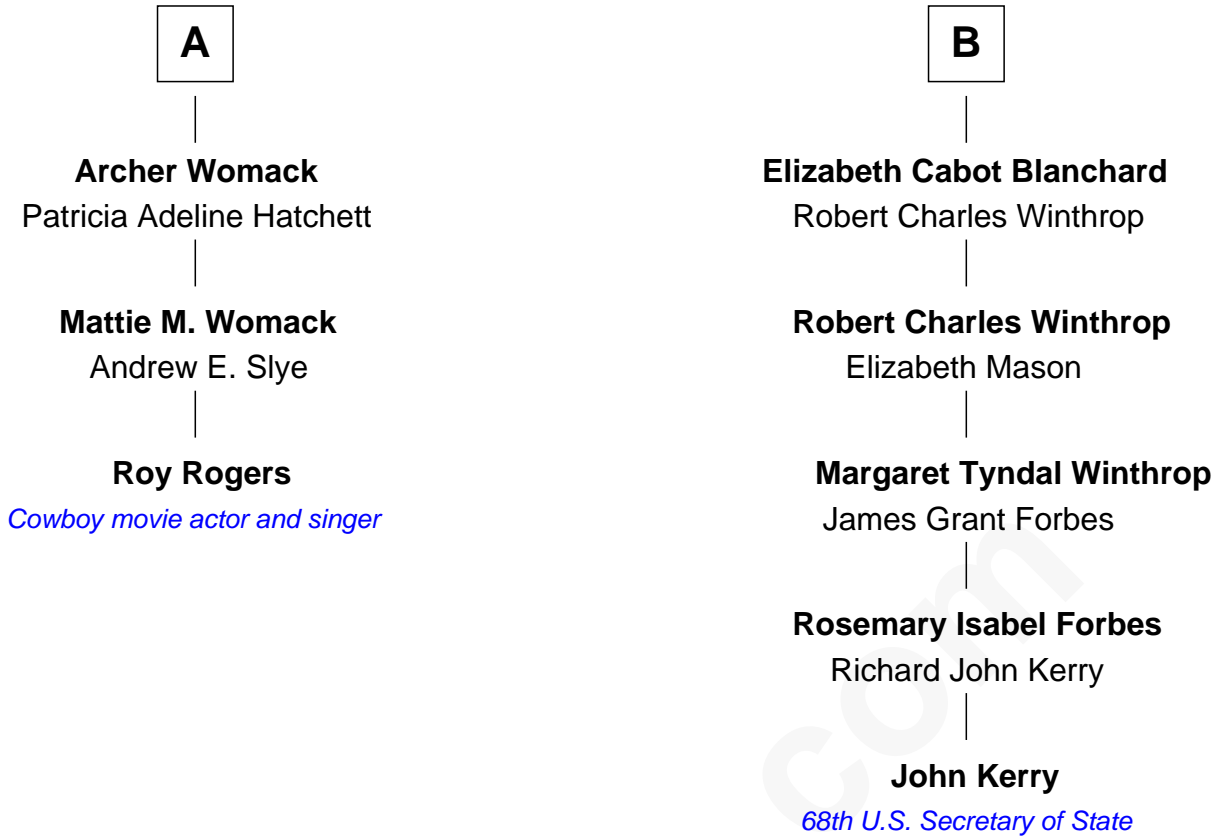 A
Archer Womack
Patricia Adeline Hatchett
Mattie M. Womack
Andrew E. Slye
Roy Rogers
Cowboy movie actor and singer
B
Elizabeth Cabot Blanchard
Robert Charles Winthrop
Robert Charles Winthrop
Elizabeth Mason
Margaret Tyndal Winthrop
James Grant Forbes
Rosemary Isabel Forbes
Richard John Kerry
John Kerry
68th U.S. Secretary of State
com